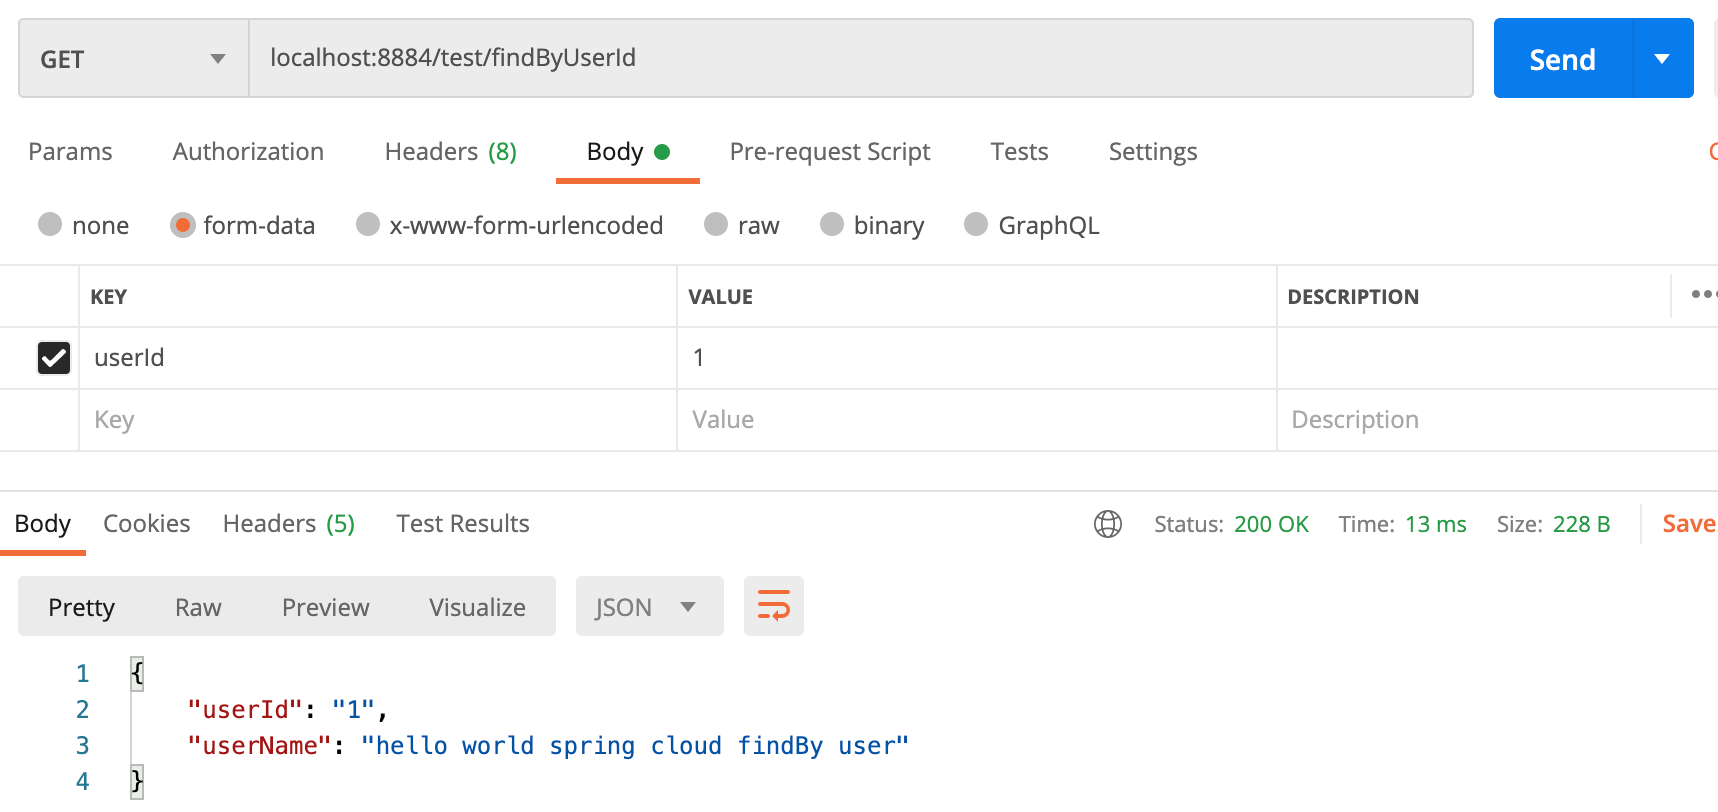 GET localhost:8884/test/findByUserId Send
Params Authorization Headers (8) Body Pre-request Script Tests Settings
none form-data x-www-form-urlencoded raw binary GraphQL
KEY VALUE DESCRIPTION
userId 1
Key Value Description
Body Cookies Headers (5) Test Results Status: 200 OK Time: 13 ms Size: 228 B Save
Pretty Raw Preview Visualize JSON
1 {
2 "userId": "1",
3 "userName": "hello world spring cloud findBy user"
4 }